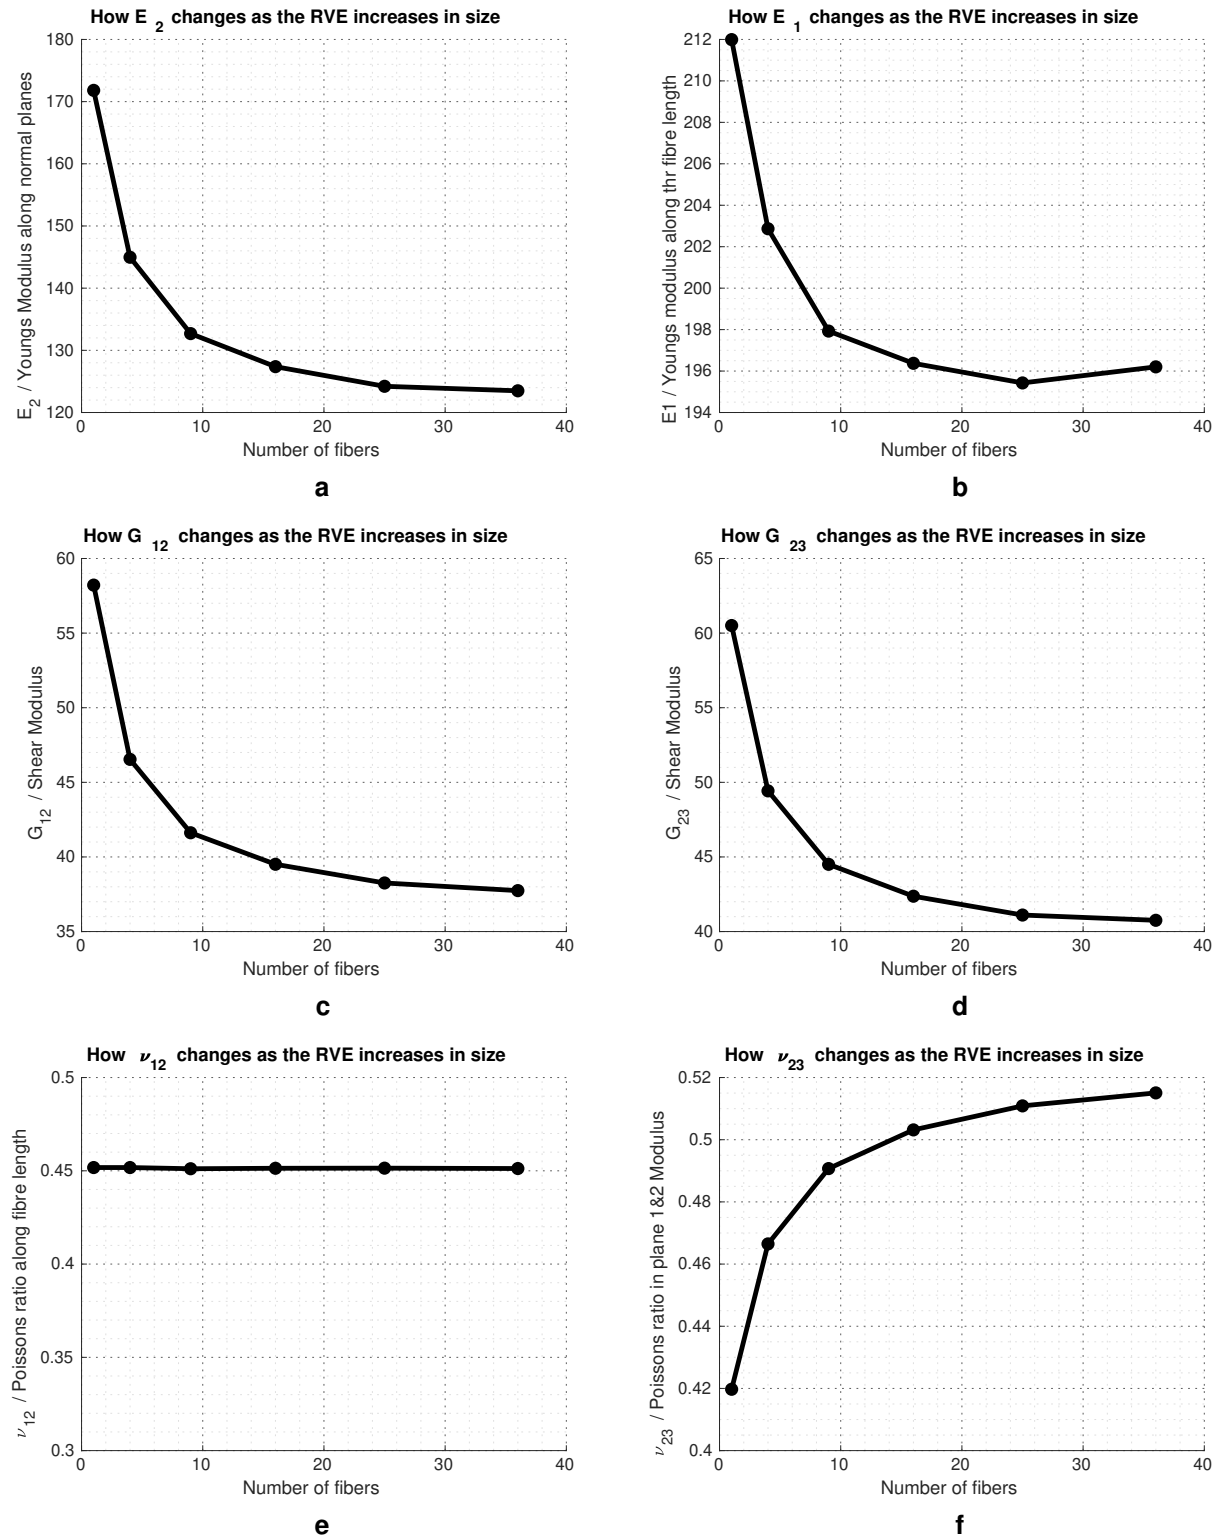 How E 2 changes as the RVE increases in size
E2 / Youngs Modulus along normal planes
180
170
160
150
140
130
120
0 10 20 30 40
Number of fibers
a
How E 1 changes as the RVE increases in size
E1 / Youngs modulus along thr fibre length
212
210
208
206
204
202
200
198
196
194
0 10 20 30 40
Number of fibers
b
How G 12 changes as the RVE increases in size
G12 / Shear Modulus
60
55
50
45
40
35
0 10 20 30 40
Number of fibers
c
How G 23 changes as the RVE increases in size
G23 / Shear Modulus
65
60
55
50
45
40
0 10 20 30 40
Number of fibers
d
How ν12 changes as the RVE increases in size
ν12 / Poissons ratio along fibre length
0.5
0.45
0.4
0.35
0.3
0 10 20 30 40
Number of fibers
e
How ν23 changes as the RVE increases in size
ν23 / Poissons ratio in plane 1&2 Modulus
0.52
0.5
0.48
0.46
0.44
0.42
0.4
0 10 20 30 40
Number of fibers
f